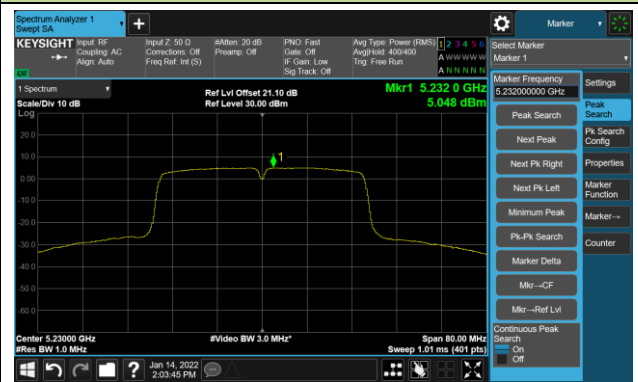 Spectrum Analyzer 1
Swept SA
Marker
KEYSIGHT
Input: RF
Coupling: AC
Align: Auto
Input Z: 50 Ω
Corrections: Off
Freq Ref: Int (S)
#Atten: 20 dB
Preamp: Off
PNO: Fast
Gate: Off
IF Gain: Low
Sig Track: Off
Avg Type: Power (RMS)
Avg|Hold: 400/400
Trig: Free Run
1 2 3 4 5 6
A W W W W W
A N N N N N
Select Marker
Marker 1
1 Spectrum
Scale/Div 10 dB
Log
Ref Lvl Offset 21.10 dB
Ref Level 30.00 dBm
Mkr1 5.232 0 GHz
5.048 dBm
20.0
10.0
0.00
-10.0
-20.0
-30.0
-40.0
-50.0
-60.0
1
Center 5.23000 GHz
#Res BW 1.0 MHz
#Video BW 3.0 MHz*
Span 80.00 MHz
Sweep 1.01 ms (401 pts)
Marker Frequency
5.232000000 GHz
Peak Search
Next Peak
Next Pk Right
Next Pk Left
Minimum Peak
Pk-Pk Search
Marker Delta
Mkr→CF
Mkr→Ref Lvl
Continuous Peak
Search
On
Off
Settings
Peak
Search
Pk Search
Config
Properties
Marker
Function
Marker→
Counter
Jan 14, 2022
2:03:45 PM